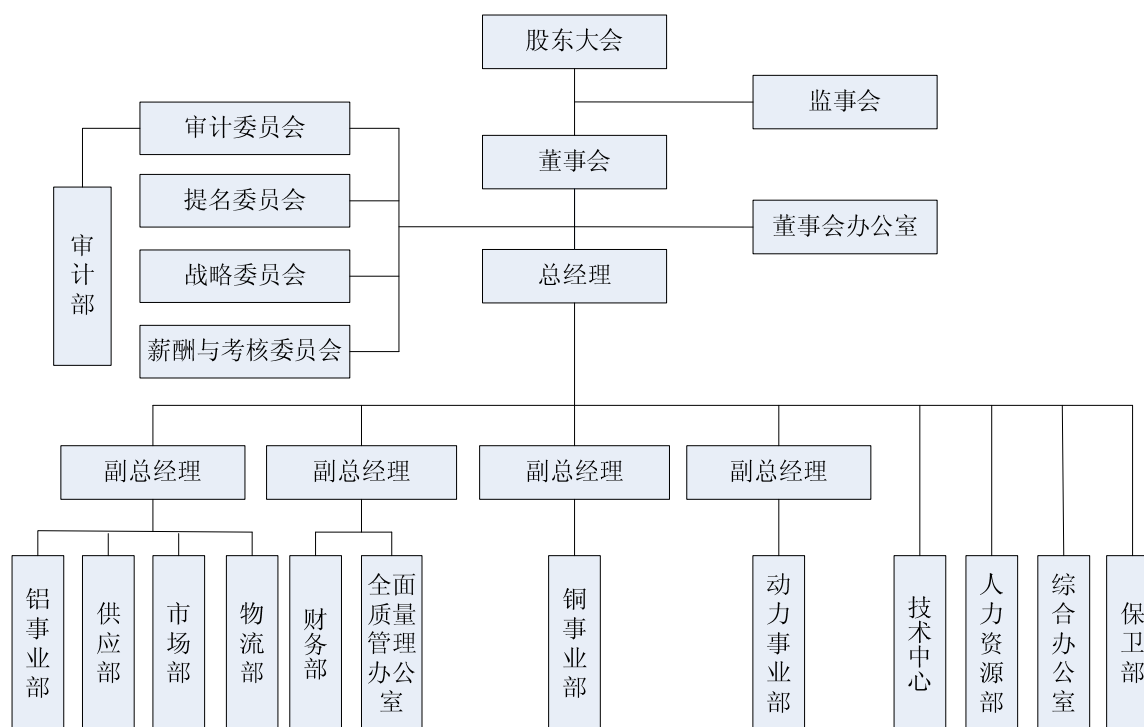 股东大会
监事会
审计委员会
董事会
提名委员会
审计部
董事会办公室
战略委员会
总经理
薪酬与考核委员会
副总经理
副总经理
副总经理
副总经理
铝事业部
供应部
市场部
物流部
财务部
全面质量管理办公室
铜事业部
动力事业部
技术中心
人力资源部
综合办公室
保卫部